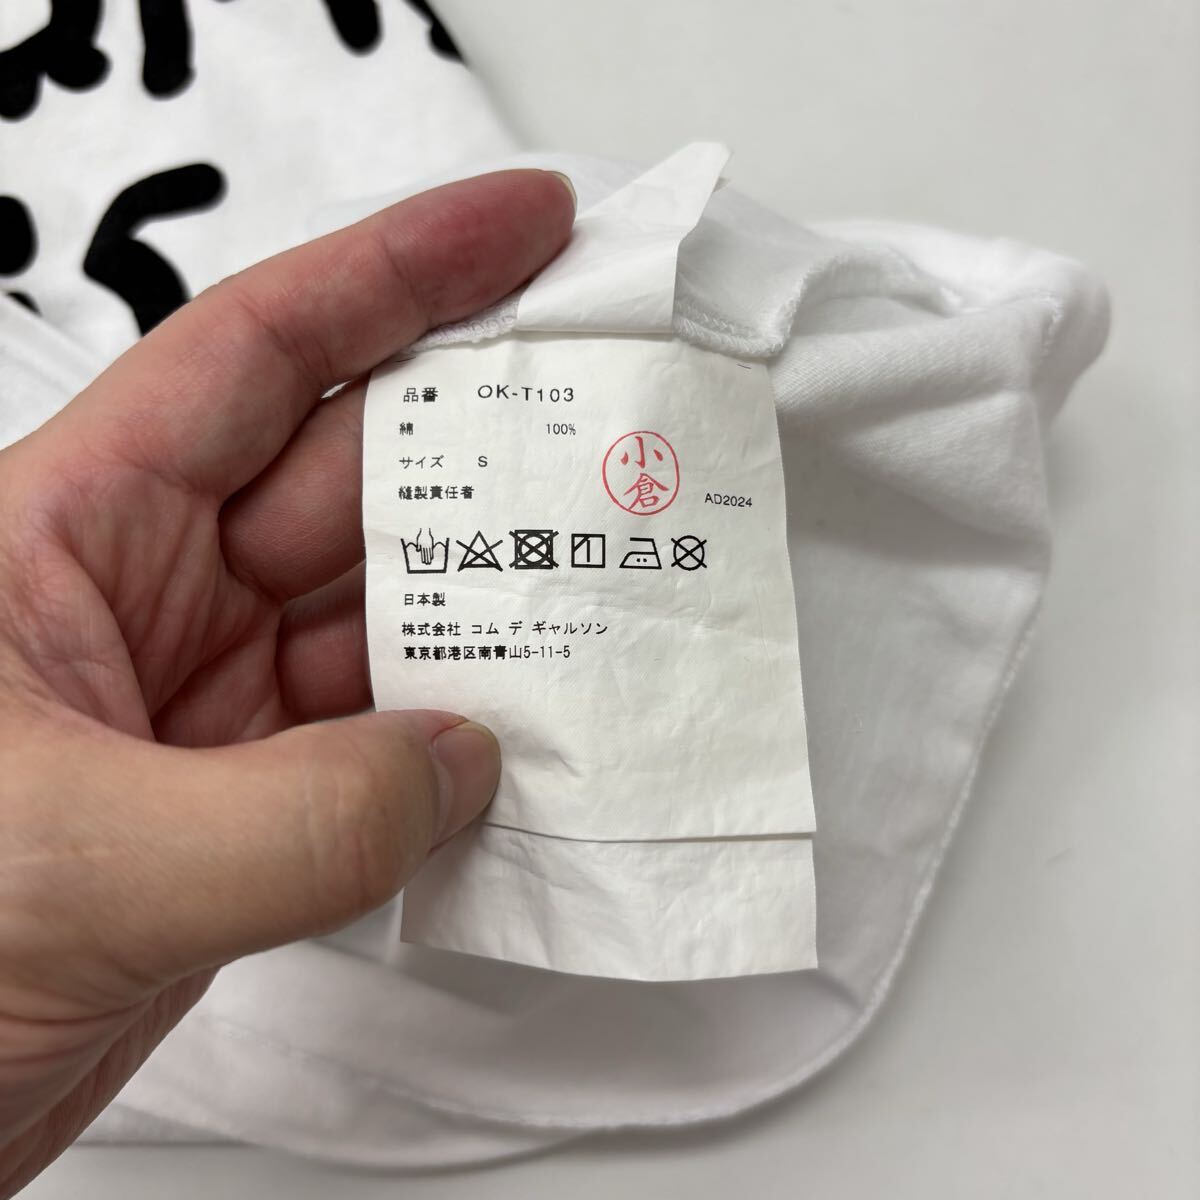 品番 OK-T103
綿 100%
サイズ S
縫製責任者
小倉
AD2024
日本製
株式会社 コム デ ギャルソン
東京都港区南青山5-11-5